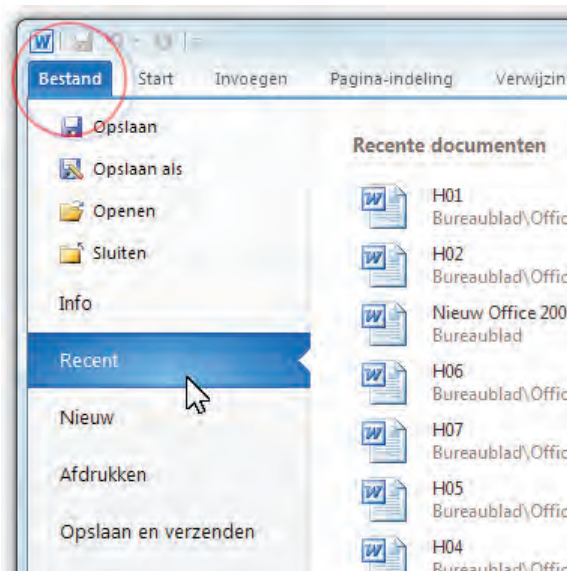 Bestand Start Invoegen Pagina-indeling Verwijzin
Opslaan
Opslaan als
Openen
Sluiten
Info
Recent
Nieuw
Afdrukken
Opslaan en verzenden
Recente documenten
H01
Bureaublad\Offic
H02
Bureaublad\Offic
Nieuw Office 200
Bureaublad
H06
Bureaublad\Offic
H07
Bureaublad\Offic
H05
Bureaublad\Offic
H04
Bureaublad\Offic